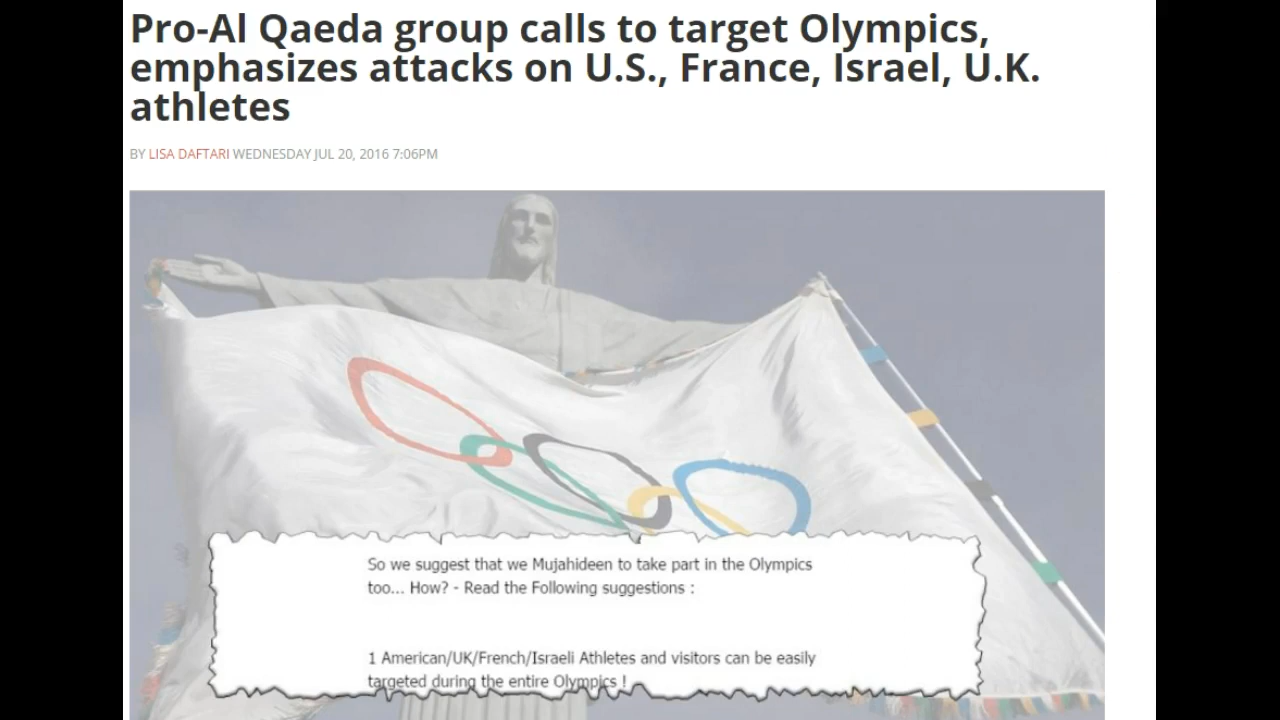 Pro-Al Qaeda group calls to target Olympics,
emphasizes attacks on U.S., France, Israel, U.K.
athletes
BY LISA DAFTARI WEDNESDAY JUL 20, 2016 7:06PM
So we suggest that we Mujahideen to take part in the Olympics
too... How? - Read the Following suggestions :
1 American/UK/French/Israeli Athletes and visitors can be easily
targeted during the entire Olympics !